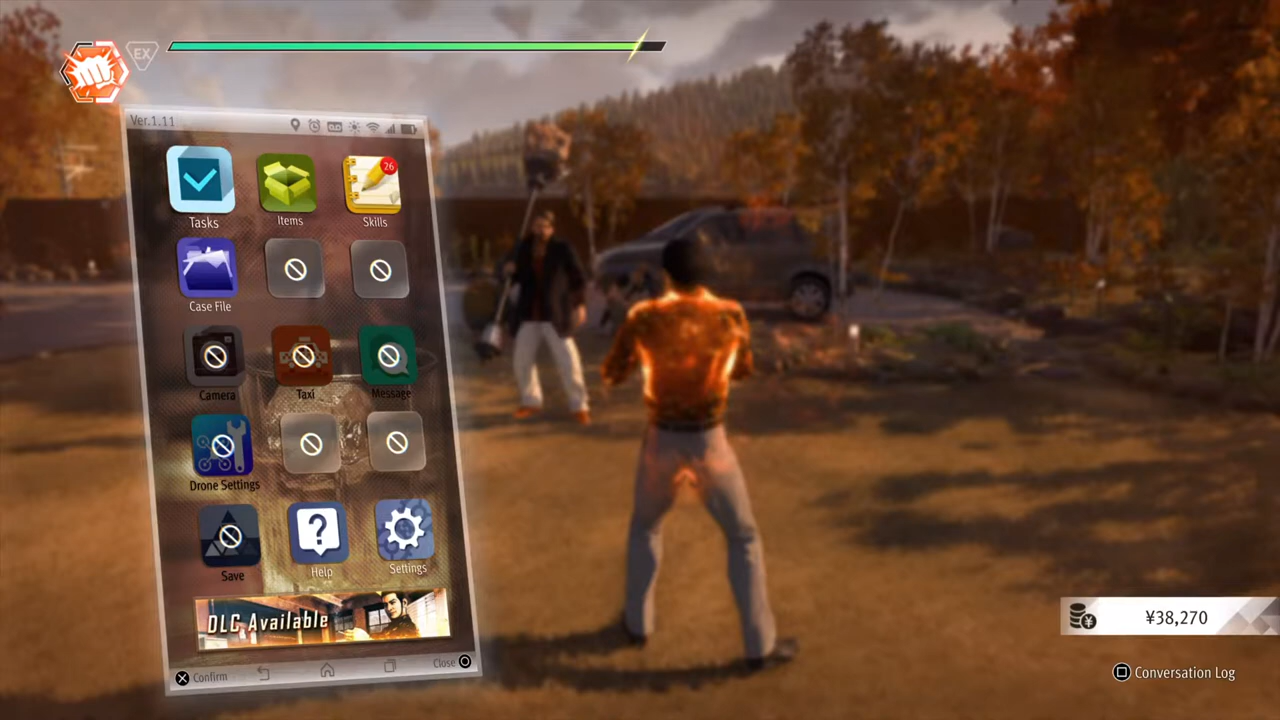 EX
Ver.1.11
26
Tasks
Items
Skills
Case File
Camera
Taxi
Message
Drone Settings
Save
Help
Settings
DLC Available
Confirm
Close
¥38,270
Conversation Log